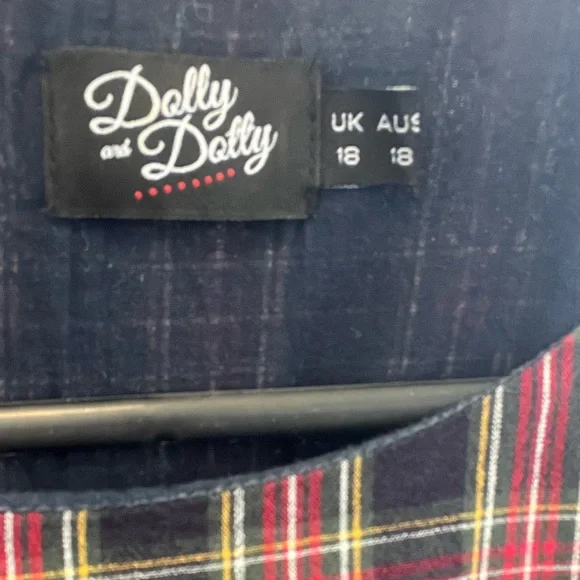 Dolly
and Dotty
UK AUS
18 18